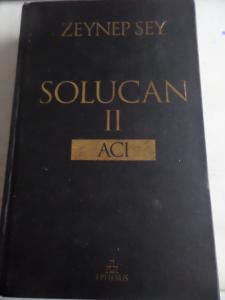 ZEYNEP SEY
SOLUCAN
II
ACI
EPHESUS